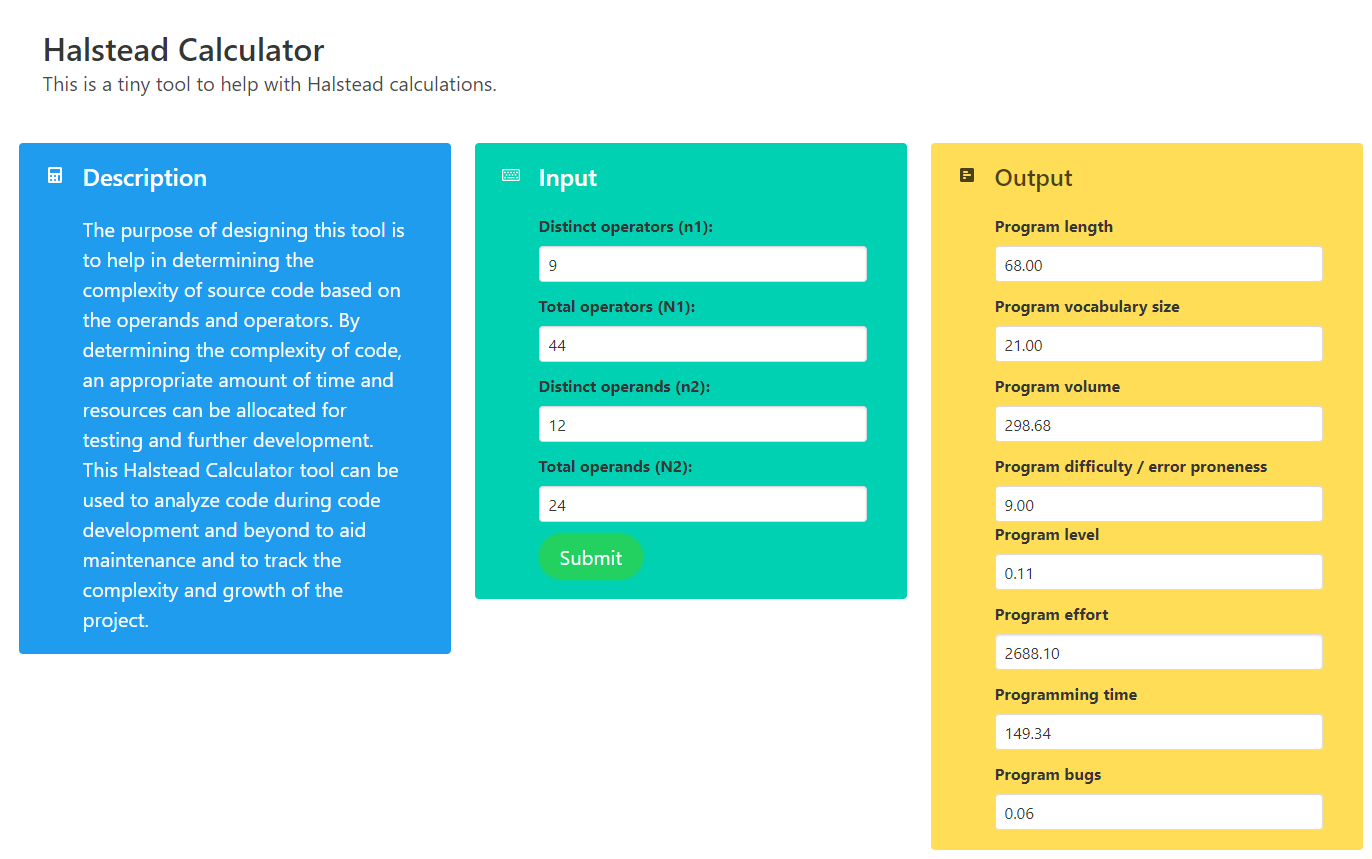 Halstead Calculator
This is a tiny tool to help with Halstead calculations.
Description
The purpose of designing this tool is
to help in determining the
complexity of source code based on
the operands and operators. By
determining the complexity of code,
an appropriate amount of time and
resources can be allocated for
testing and further development.
This Halstead Calculator tool can be
used to analyze code during code
development and beyond to aid
maintenance and to track the
complexity and growth of the
project.
Input
Distinct operators (n1):
9
Total operators (N1):
44
Distinct operands (n2):
12
Total operands (N2):
24
Submit
Output
Program length
68.00
Program vocabulary size
21.00
Program volume
298.68
Program difficulty / error proneness
9.00
Program level
0.11
Program effort
2688.10
Programming time
149.34
Program bugs
0.06